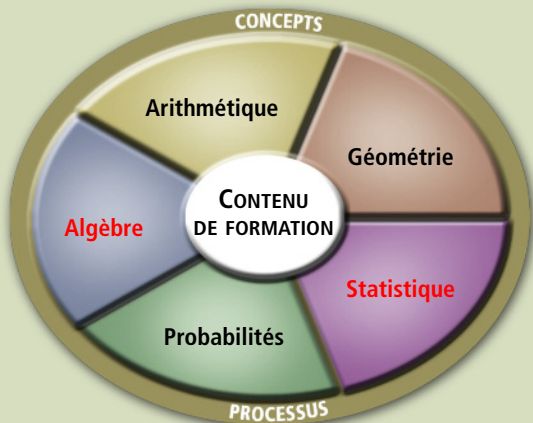 CONCEPTS
Arithmétique
Géométrie
CONTENU
DE FORMATION
Algèbre
Statistique
Probabilités
PROCESSUS